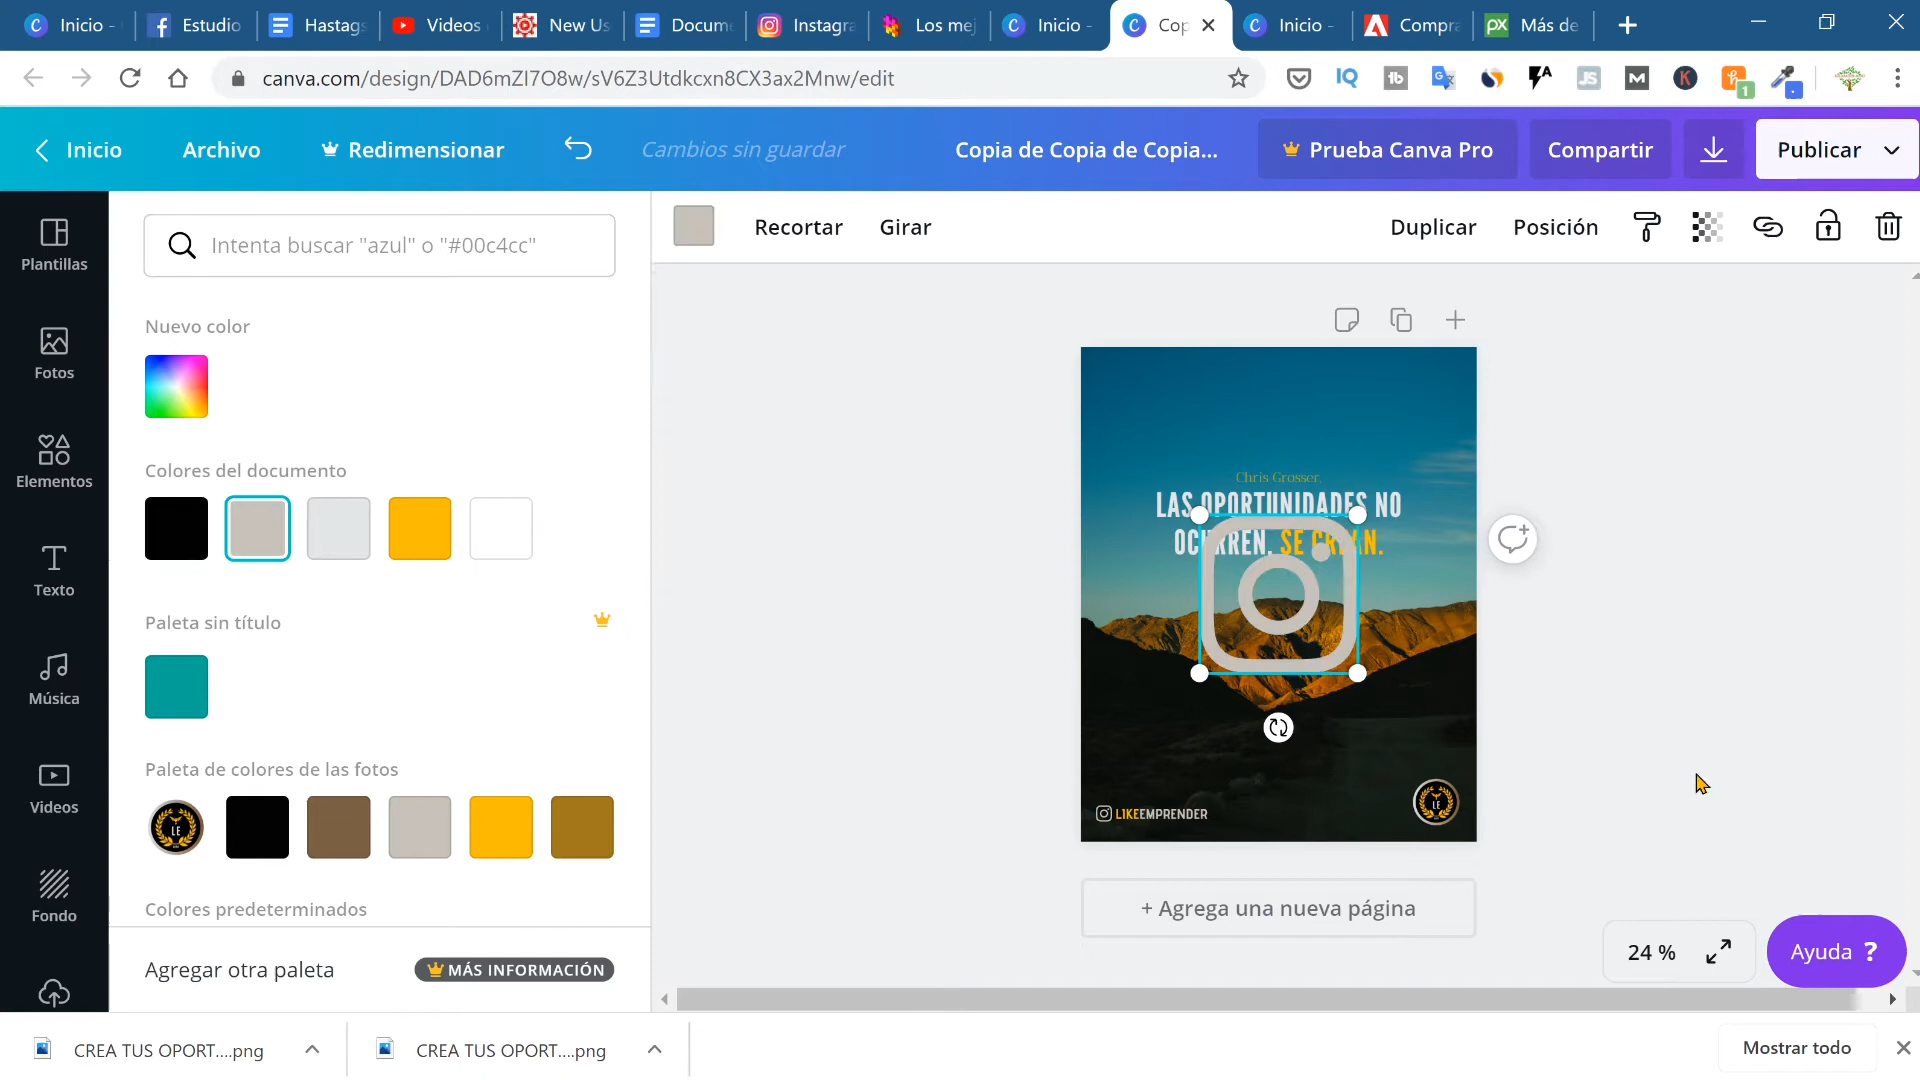 Inicio -
Estudio
Hastags
Videos
New Us
Docume
Instagra
Los mej
Inicio -
Cop
Inicio -
Compra
Más de
canva.com/design/DAD6mZI7O8w/sV6Z3Utdkcxn8CX3ax2Mnw/edit
Inicio
Archivo
Redimensionar
Cambios sin guardar
Copia de Copia de Copia...
Prueba Canva Pro
Compartir
Publicar
Plantillas
Fotos
Elementos
Texto
Música
Videos
Fondo
Intenta buscar "azul" o "#00c4cc"
Nuevo color
Colores del documento
Paleta sin título
Paleta de colores de las fotos
Colores predeterminados
Agregar otra paleta
MÁS INFORMACIÓN
Recortar
Girar
Duplicar
Posición
Chris Grosser.
LAS OPORTUNIDADES NO
OCURREN, SE CREAN.
LIKEEMPRENDER
LE
+ Agrega una nueva página
24 %
Ayuda ?
CREA TUS OPORT....png
CREA TUS OPORT....png
Mostrar todo